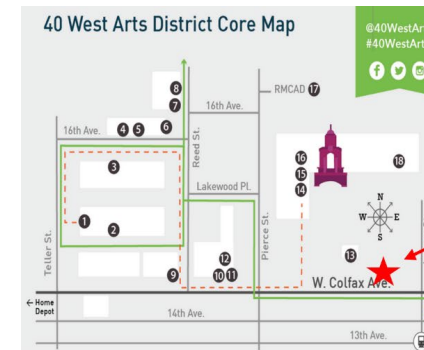 40 West Arts District Core Map
@40WestArt
#40WestArt
8
7
RMCAD 17
16th Ave.
16th Ave.
4 5 6
Reed St.
3
16
15
14
18
Lakewood Pl.
N
W E
S
1
2
Teller St.
Pierce St.
12
10 11
9
13
W. Colfax Ave.
← Home
Depot
14th Ave.
13th Ave.